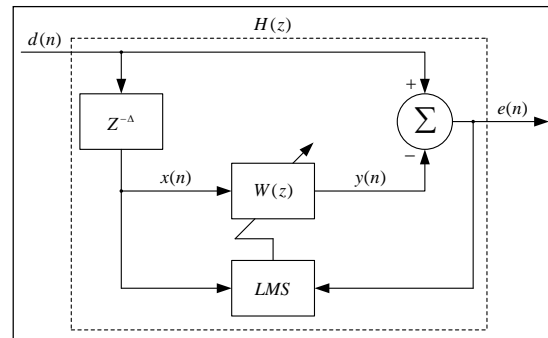 H(z)
d(n)
+
Z^{-Δ}
Σ
e(n)
−
x(n)
W(z)
y(n)
LMS